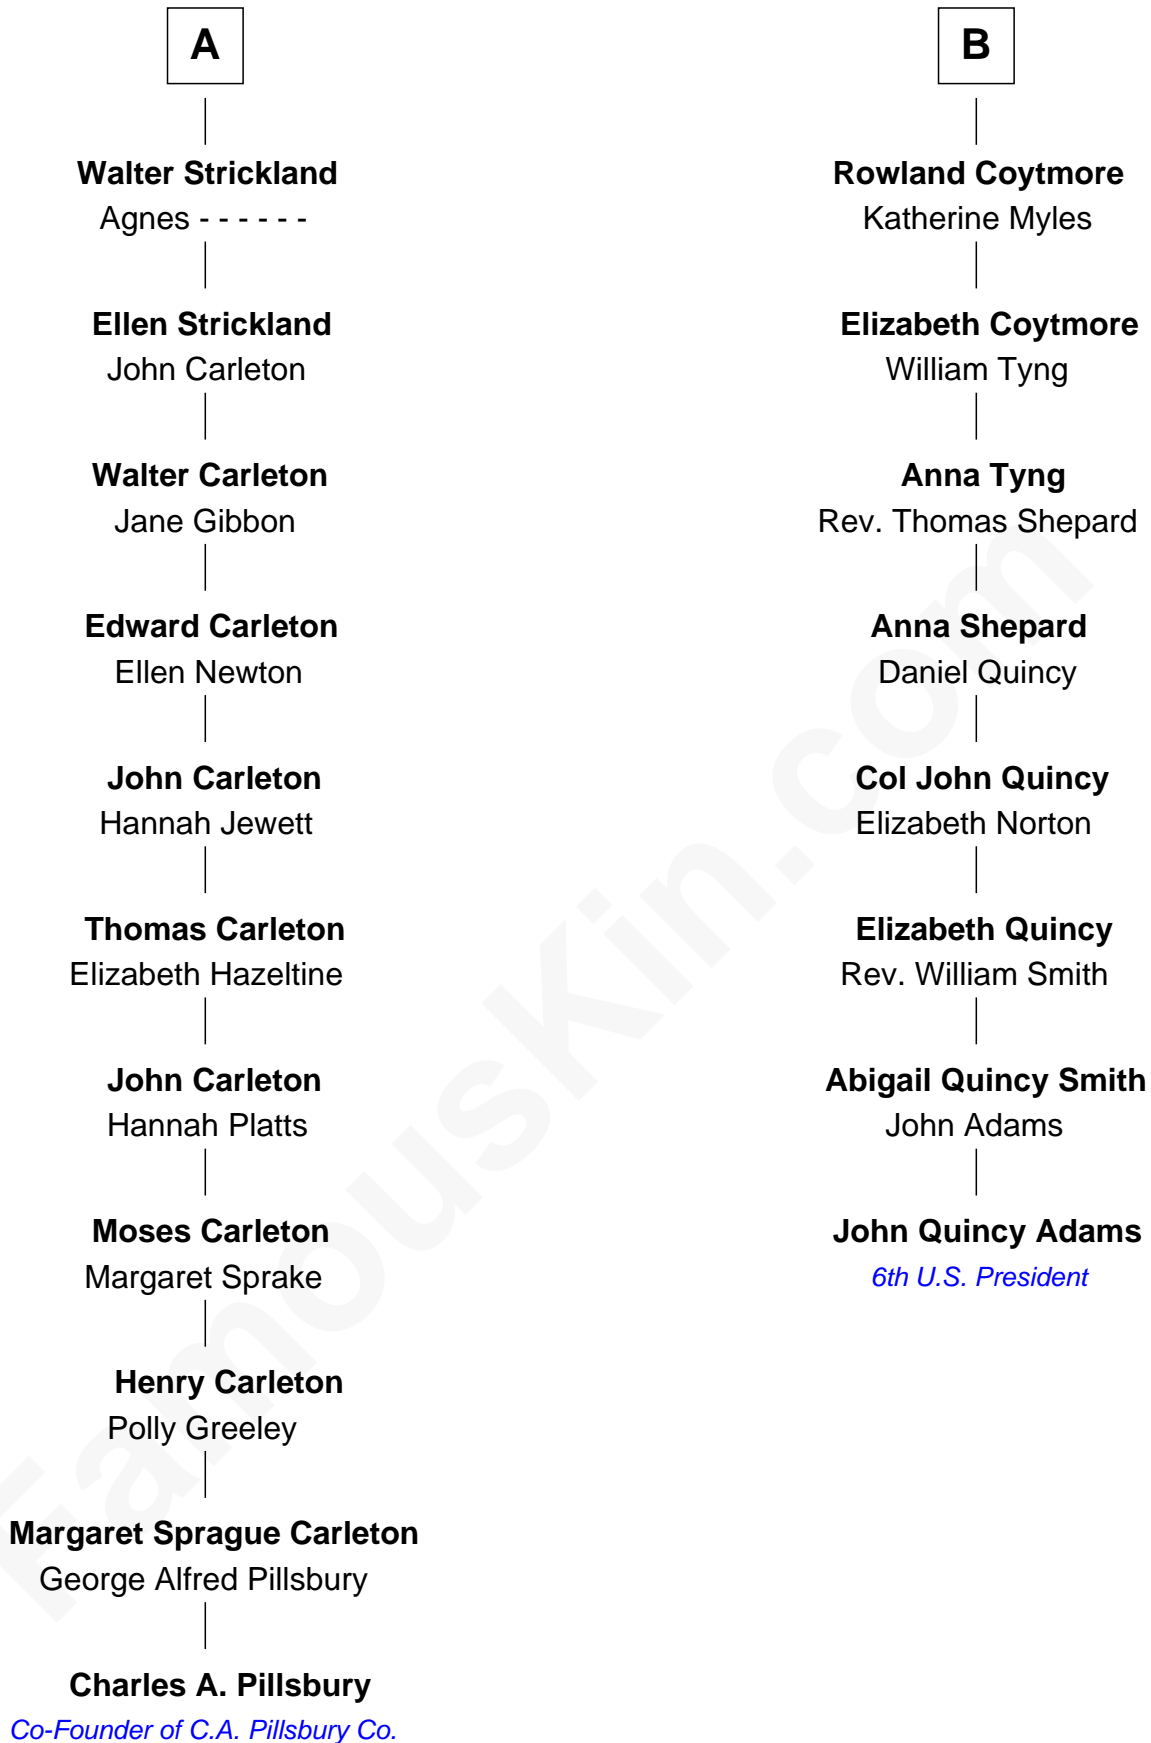 A
Walter Strickland
Agnes - - - - - -
Ellen Strickland
John Carleton
Walter Carleton
Jane Gibbon
Edward Carleton
Ellen Newton
John Carleton
Hannah Jewett
Thomas Carleton
Elizabeth Hazeltine
John Carleton
Hannah Platts
Moses Carleton
Margaret Sprake
Henry Carleton
Polly Greeley
Margaret Sprague Carleton
George Alfred Pillsbury
Charles A. Pillsbury
Co-Founder of C.A. Pillsbury Co.
B
Rowland Coytmore
Katherine Myles
Elizabeth Coytmore
William Tyng
Anna Tyng
Rev. Thomas Shepard
Anna Shepard
Daniel Quincy
Col John Quincy
Elizabeth Norton
Elizabeth Quincy
Rev. William Smith
Abigail Quincy Smith
John Adams
John Quincy Adams
6th U.S. President
FamousKin.com